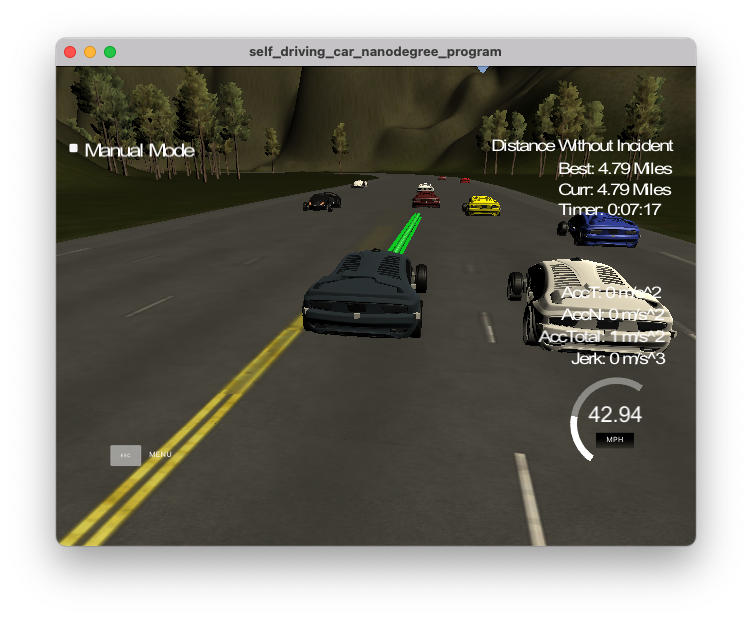 self_driving_car_nanodegree_program
Manual Mode
Distance Without Incident
Best: 4.79 Miles
Curr: 4.79 Miles
Timer: 0:07:17
AccT: 0 m/s^2
AccN: 0 m/s^2
AccTotal: 1 m/s^2
Jerk: 0 m/s^3
42.94
MPH
ESC MENU